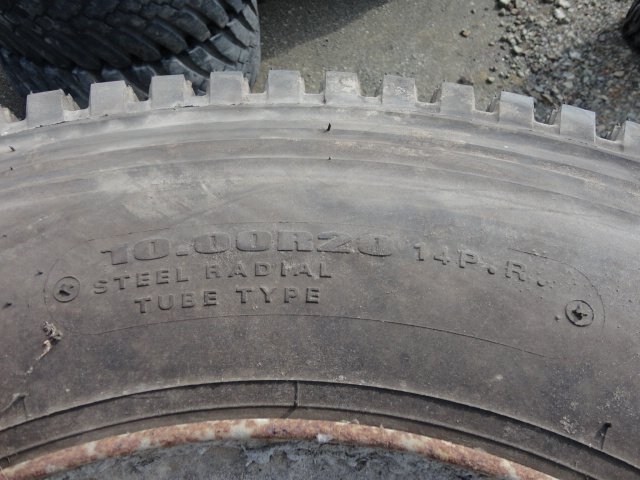 10.00R20 14P.R.
STEEL RADIAL
TUBE TYPE